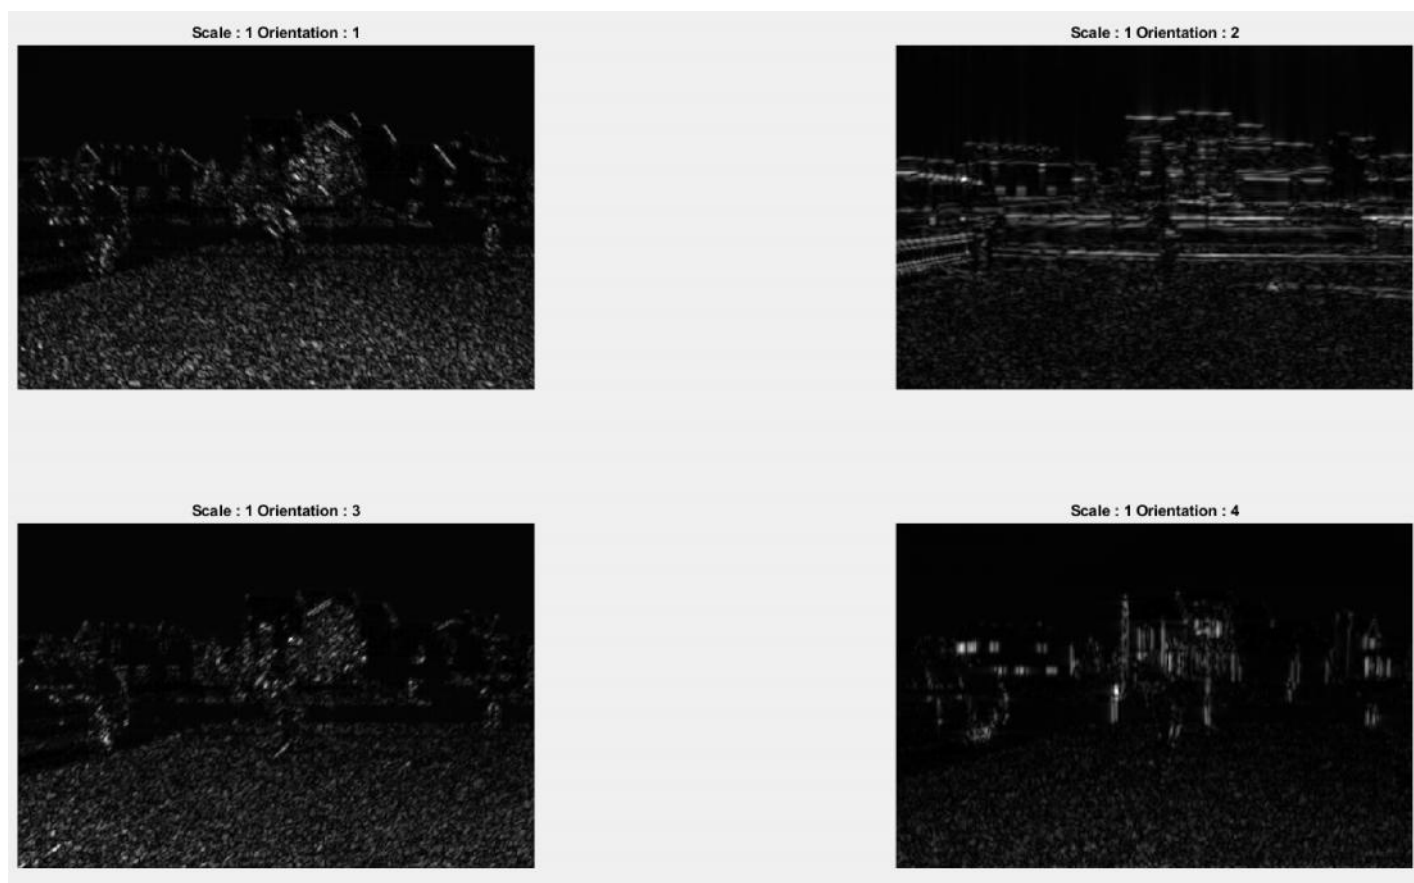 Scale : 1 Orientation : 1
Scale : 1 Orientation : 2
Scale : 1 Orientation : 3
Scale : 1 Orientation : 4